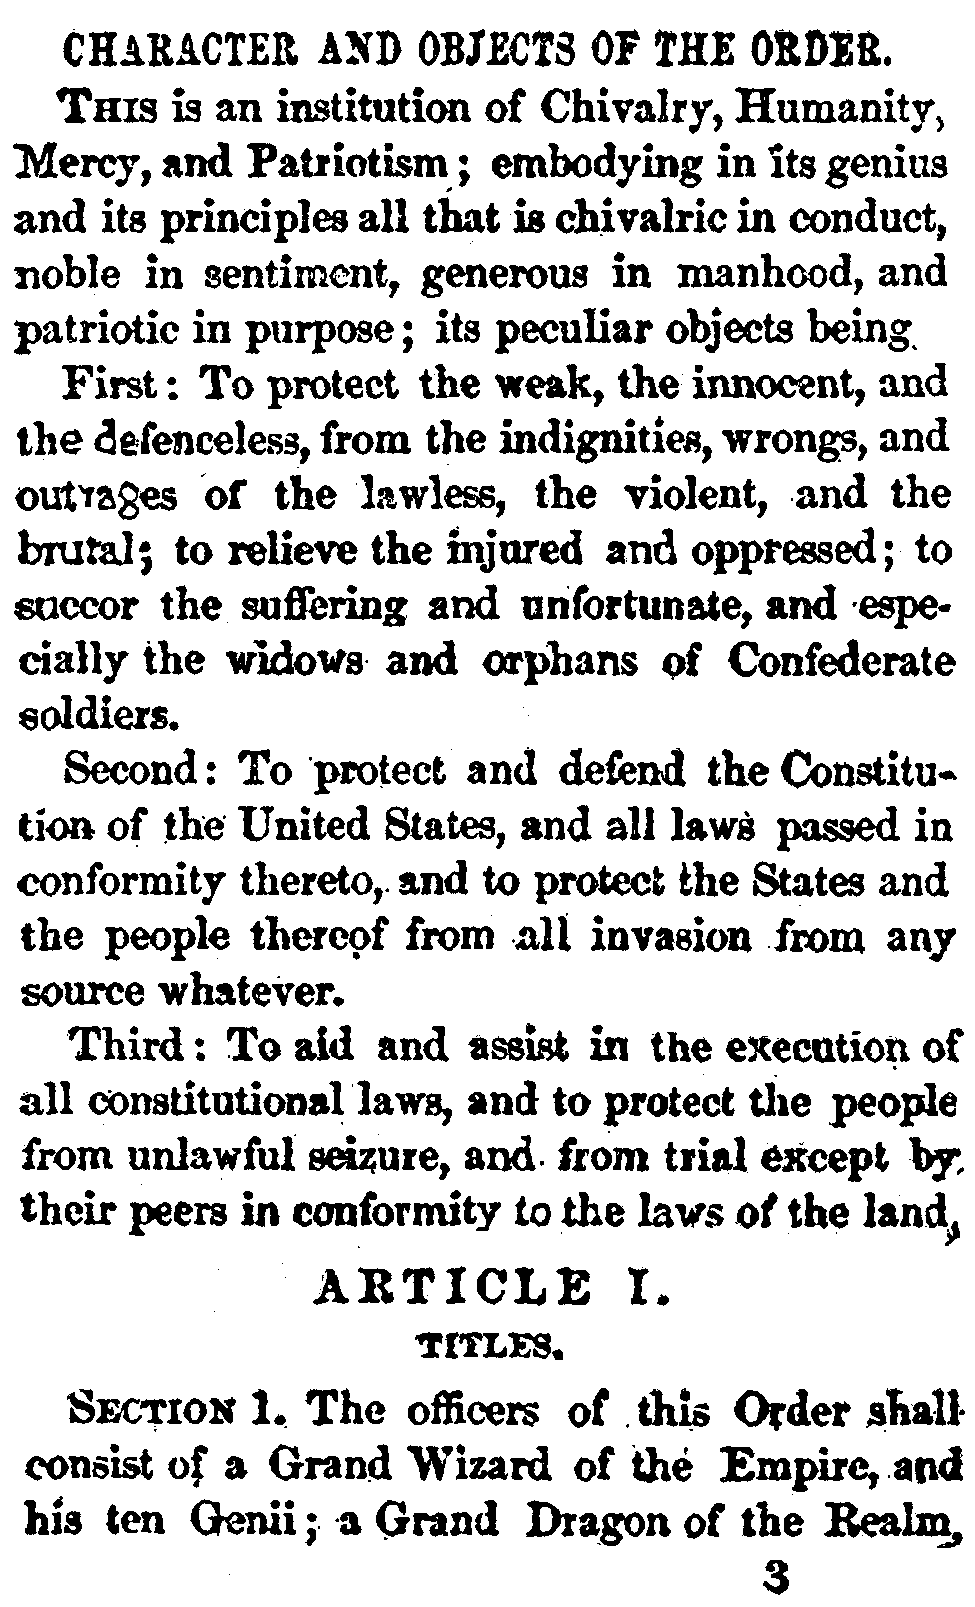 CHARACTER AND OBJECTS OF THE ORDER.
THIS is an institution of Chivalry, Humanity,
Mercy, and Patriotism; embodying in its genius
and its principles all that is chivalric in conduct,
noble in sentiment, generous in manhood, and
patriotic in purpose; its peculiar objects being
First: To protect the weak, the innocent, and
the defenceless, from the indignities, wrongs, and
outrages of the lawless, the violent, and the
brutal; to relieve the injured and oppressed; to
succor the suffering and unfortunate, and espe-
cially the widows and orphans of Confederate
soldiers.
Second: To protect and defend the Constitu-
tion of the United States, and all laws passed in
conformity thereto, and to protect the States and
the people thereof from all invasion from any
source whatever.
Third: To aid and assist in the execution of
all constitutional laws, and to protect the people
from unlawful seizure, and from trial except by
their peers in conformity to the laws of the land,
ARTICLE I.
TITLES.
SECTION 1. The officers of this Order shall
consist of a Grand Wizard of the Empire, and
his ten Genii; a Grand Dragon of the Realm,
3